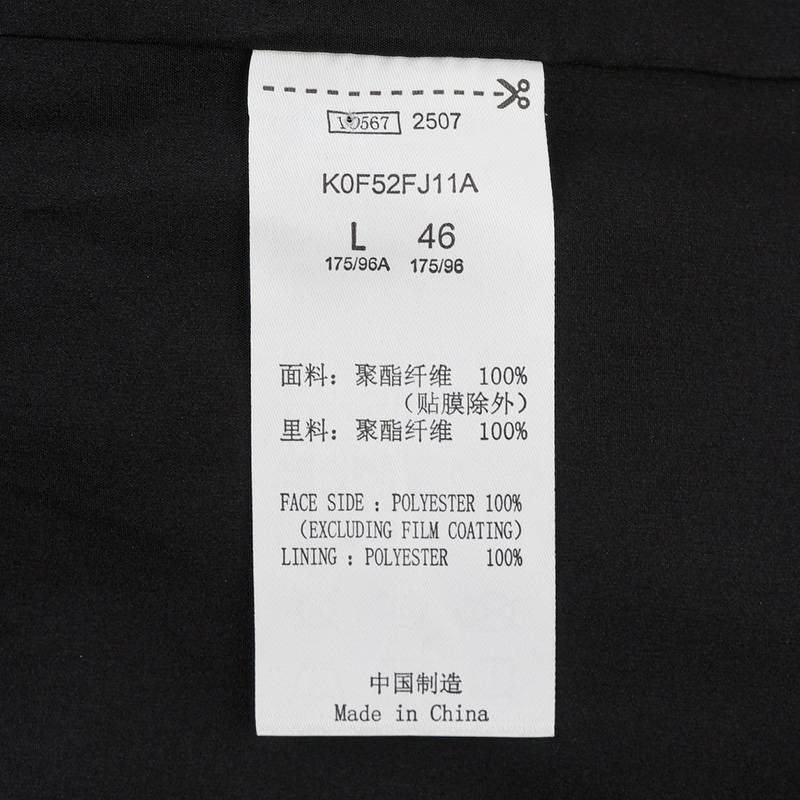 2507
K0F52FJ11A
L 46
175/96A 175/96
面料：聚酯纤维 100%
（贴膜除外）
里料：聚酯纤维 100%
FACE SIDE : POLYESTER 100%
(EXCLUDING FILM COATING)
LINING : POLYESTER 100%
中国制造
Made in China